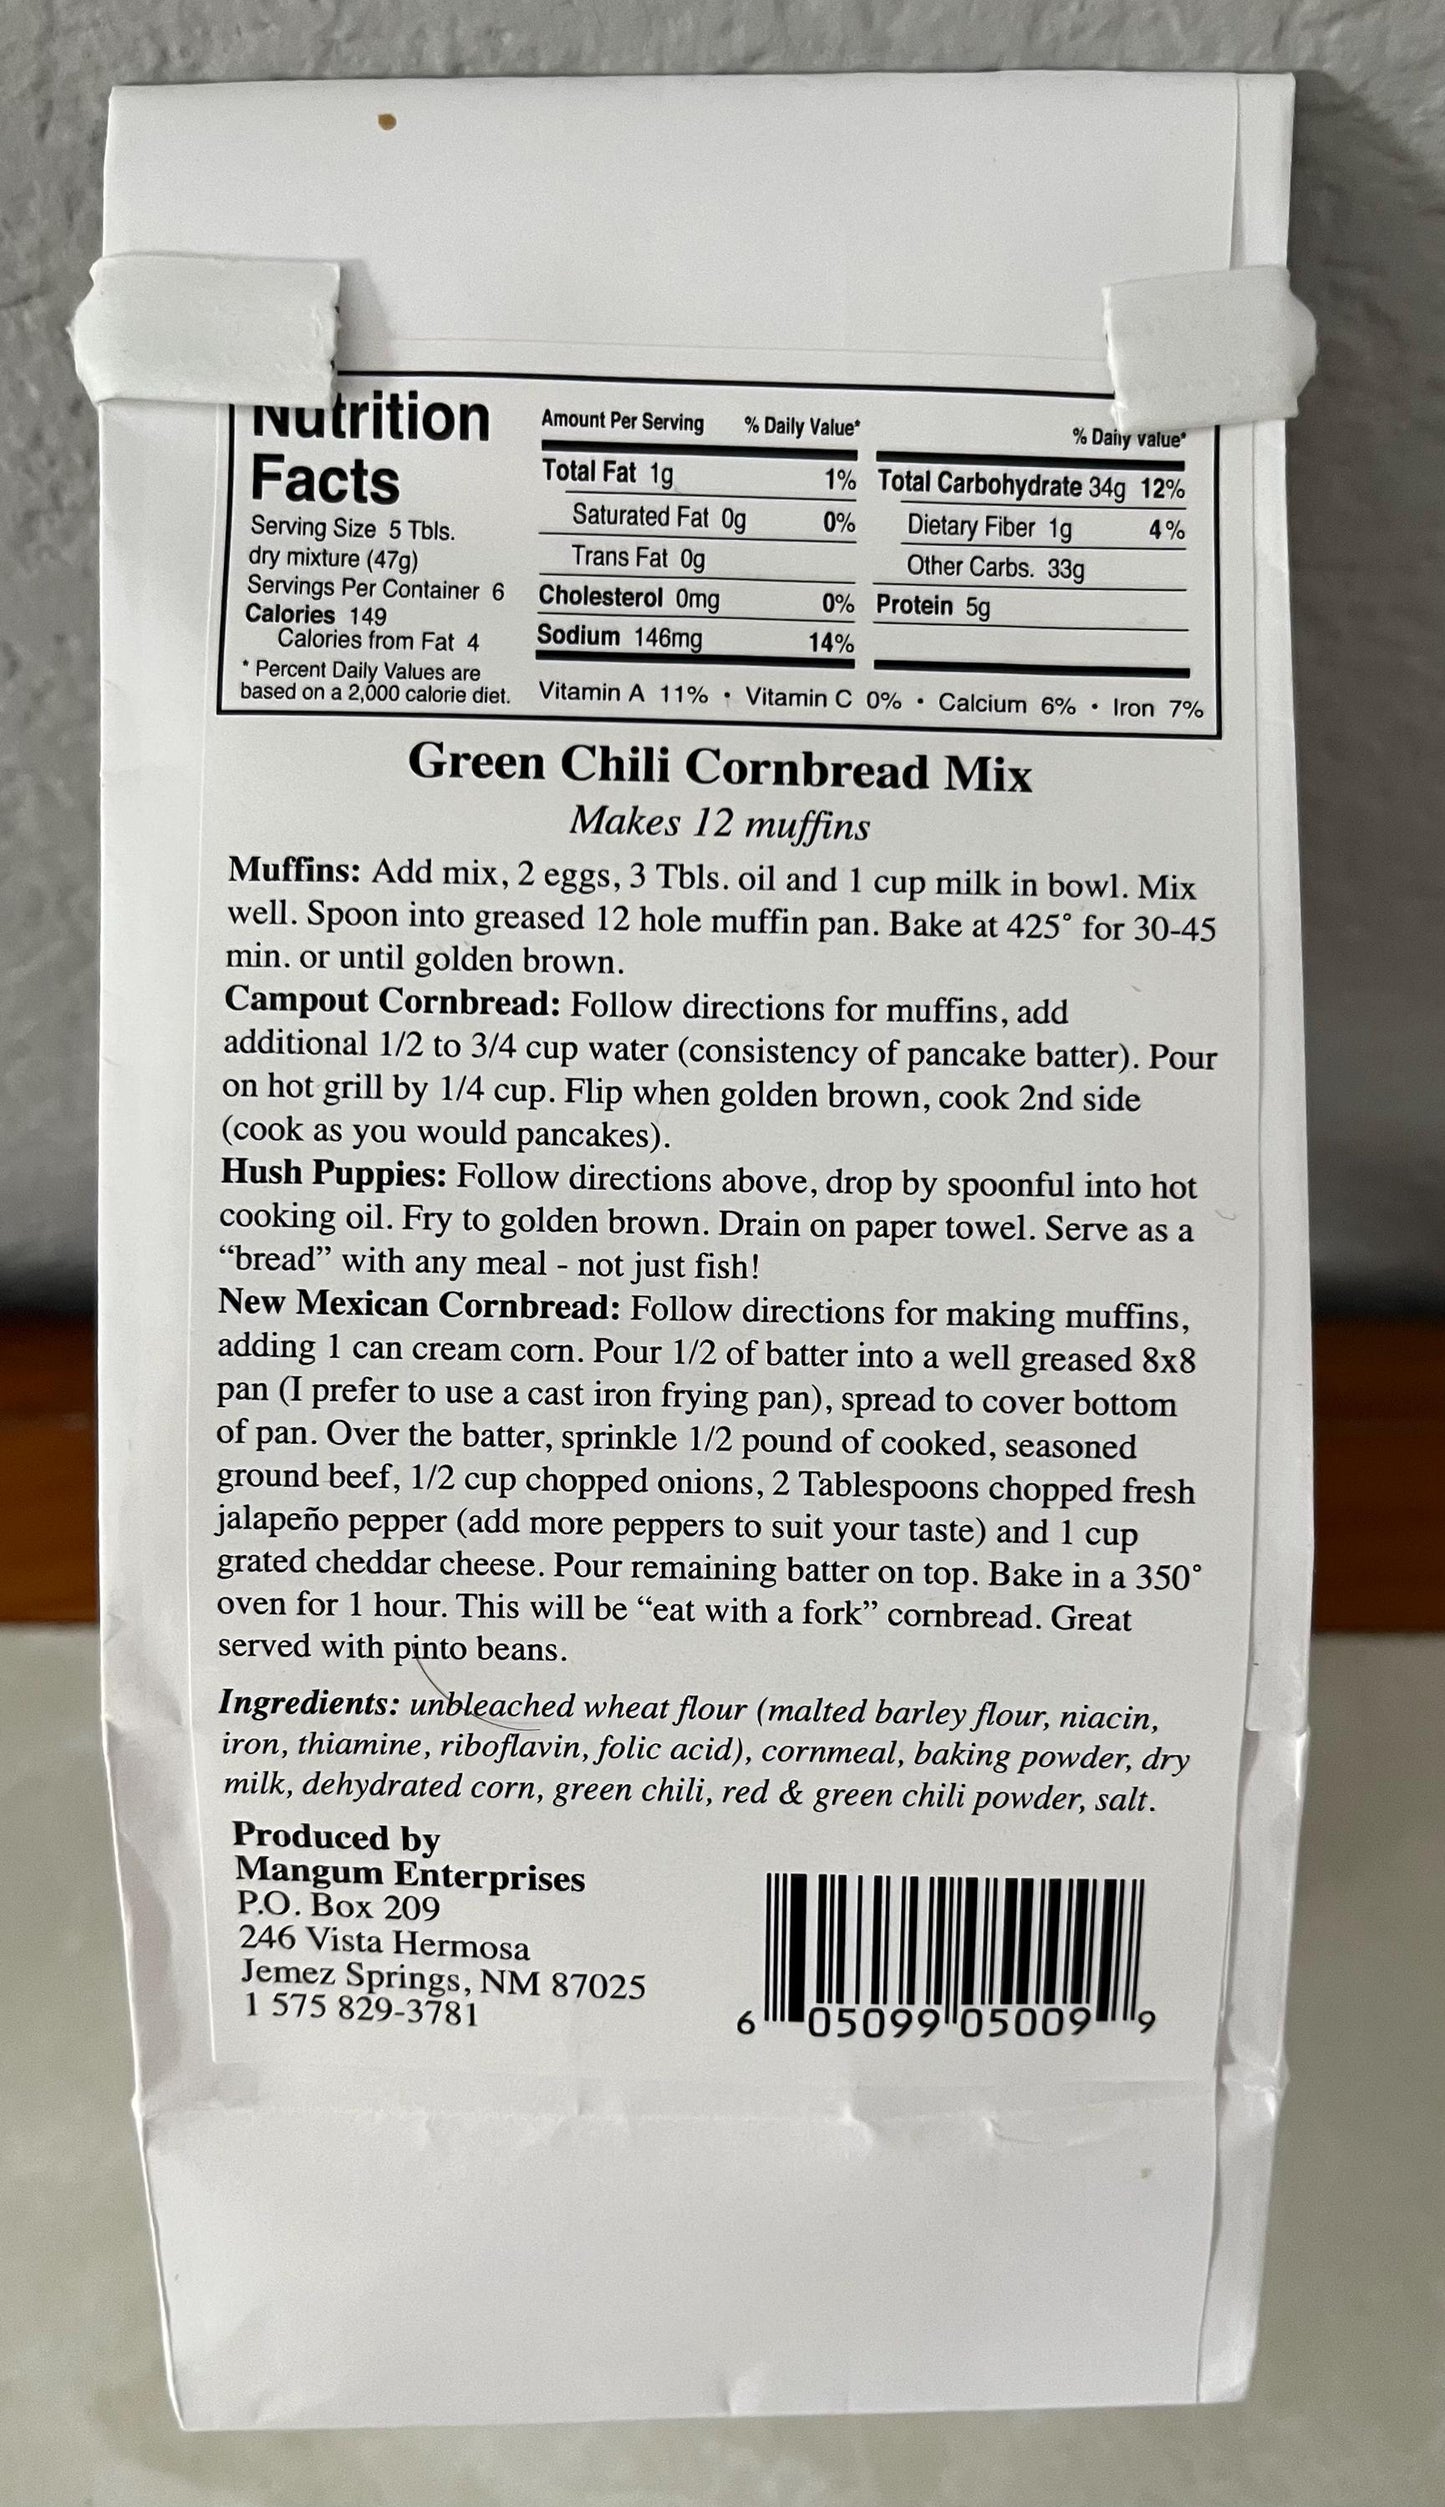 Nutrition
Facts
Serving Size 5 Tbls.
dry mixture (47g)
Servings Per Container 6
Calories 149
Calories from Fat 4
* Percent Daily Values are
based on a 2,000 calorie diet.
Amount Per Serving % Daily Value*
Total Fat 1g 1%
Saturated Fat 0g 0%
Trans Fat 0g
Cholesterol 0mg 0%
Sodium 146mg 14%
% Daily Value*
Total Carbohydrate 34g 12%
Dietary Fiber 1g 4%
Other Carbs. 33g
Protein 5g
Vitamin A 11% • Vitamin C 0% • Calcium 6% • Iron 7%
Green Chili Cornbread Mix
Makes 12 muffins
Muffins: Add mix, 2 eggs, 3 Tbls. oil and 1 cup milk in bowl. Mix
well. Spoon into greased 12 hole muffin pan. Bake at 425° for 30-45
min. or until golden brown.
Campout Cornbread: Follow directions for muffins, add
additional 1/2 to 3/4 cup water (consistency of pancake batter). Pour
on hot grill by 1/4 cup. Flip when golden brown, cook 2nd side
(cook as you would pancakes).
Hush Puppies: Follow directions above, drop by spoonful into hot
cooking oil. Fry to golden brown. Drain on paper towel. Serve as a
“bread” with any meal - not just fish!
New Mexican Cornbread: Follow directions for making muffins,
adding 1 can cream corn. Pour 1/2 of batter into a well greased 8x8
pan (I prefer to use a cast iron frying pan), spread to cover bottom
of pan. Over the batter, sprinkle 1/2 pound of cooked, seasoned
ground beef, 1/2 cup chopped onions, 2 Tablespoons chopped fresh
jalapeño pepper (add more peppers to suit your taste) and 1 cup
grated cheddar cheese. Pour remaining batter on top. Bake in a 350°
oven for 1 hour. This will be “eat with a fork” cornbread. Great
served with pinto beans.
Ingredients: unbleached wheat flour (malted barley flour, niacin,
iron, thiamine, riboflavin, folic acid), cornmeal, baking powder, dry
milk, dehydrated corn, green chili, red & green chili powder, salt.
Produced by
Mangum Enterprises
P.O. Box 209
246 Vista Hermosa
Jemez Springs, NM 87025
1 575 829-3781
6 05099 05009 9